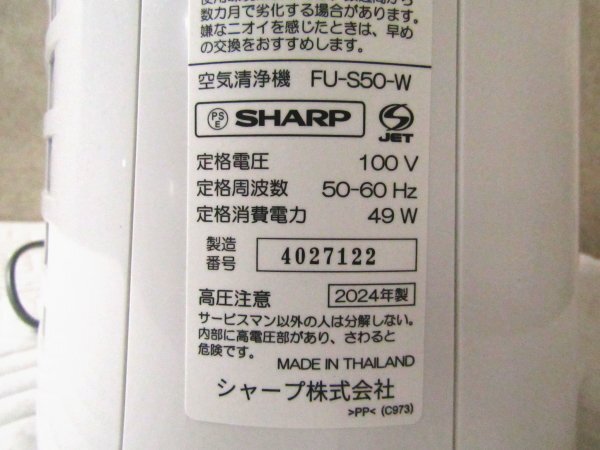 数カ月で劣化する場合があります。
嫌なニオイを感じたときは、早め
の交換をおすすめします。
空気清浄機 FU-S50-W
PS
E SHARP
JET
定格電圧 100 V
定格周波数 50-60 Hz
定格消費電力 49 W
製造
番号 4027122
高圧注意 2024年製
サービスマン以外の人は分解しない。
内部に高電圧部があり、さわると
危険です。
MADE IN THAILAND
シャープ株式会社
>PP< (C973)